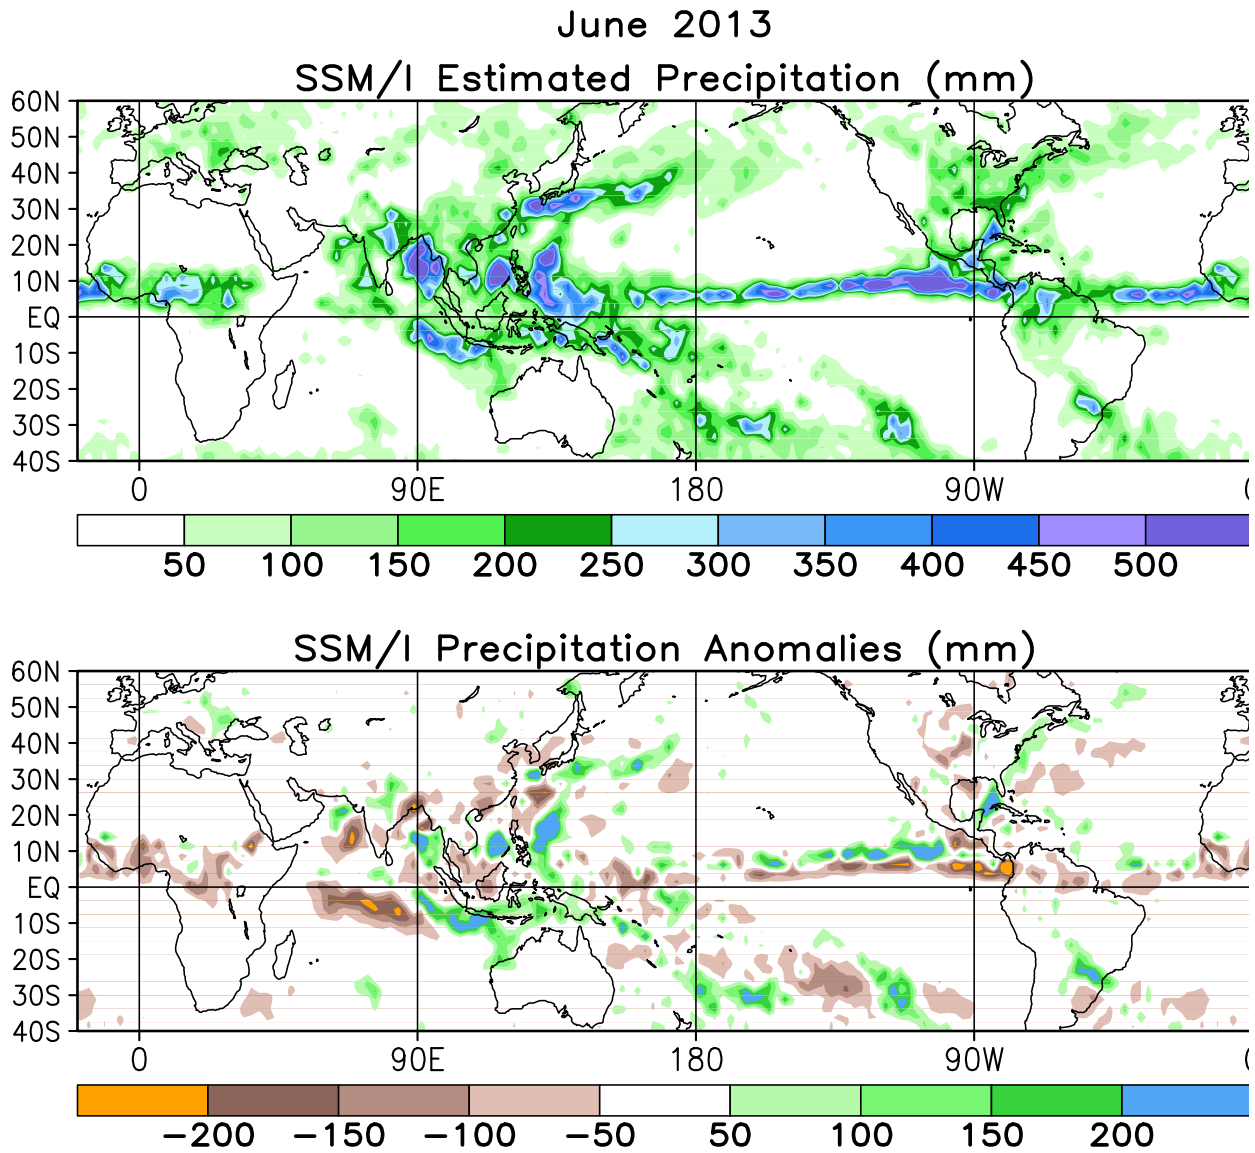 June 2013
SSM/I Estimated Precipitation (mm)
60N
50N
40N
30N
20N
10N
EQ
10S
20S
30S
40S
0 90E 180 90W 0
50 100 150 200 250 300 350 400 450 500
SSM/I Precipitation Anomalies (mm)
60N
50N
40N
30N
20N
10N
EQ
10S
20S
30S
40S
0 90E 180 90W 0
−200 −150 −100 −50 50 100 150 200